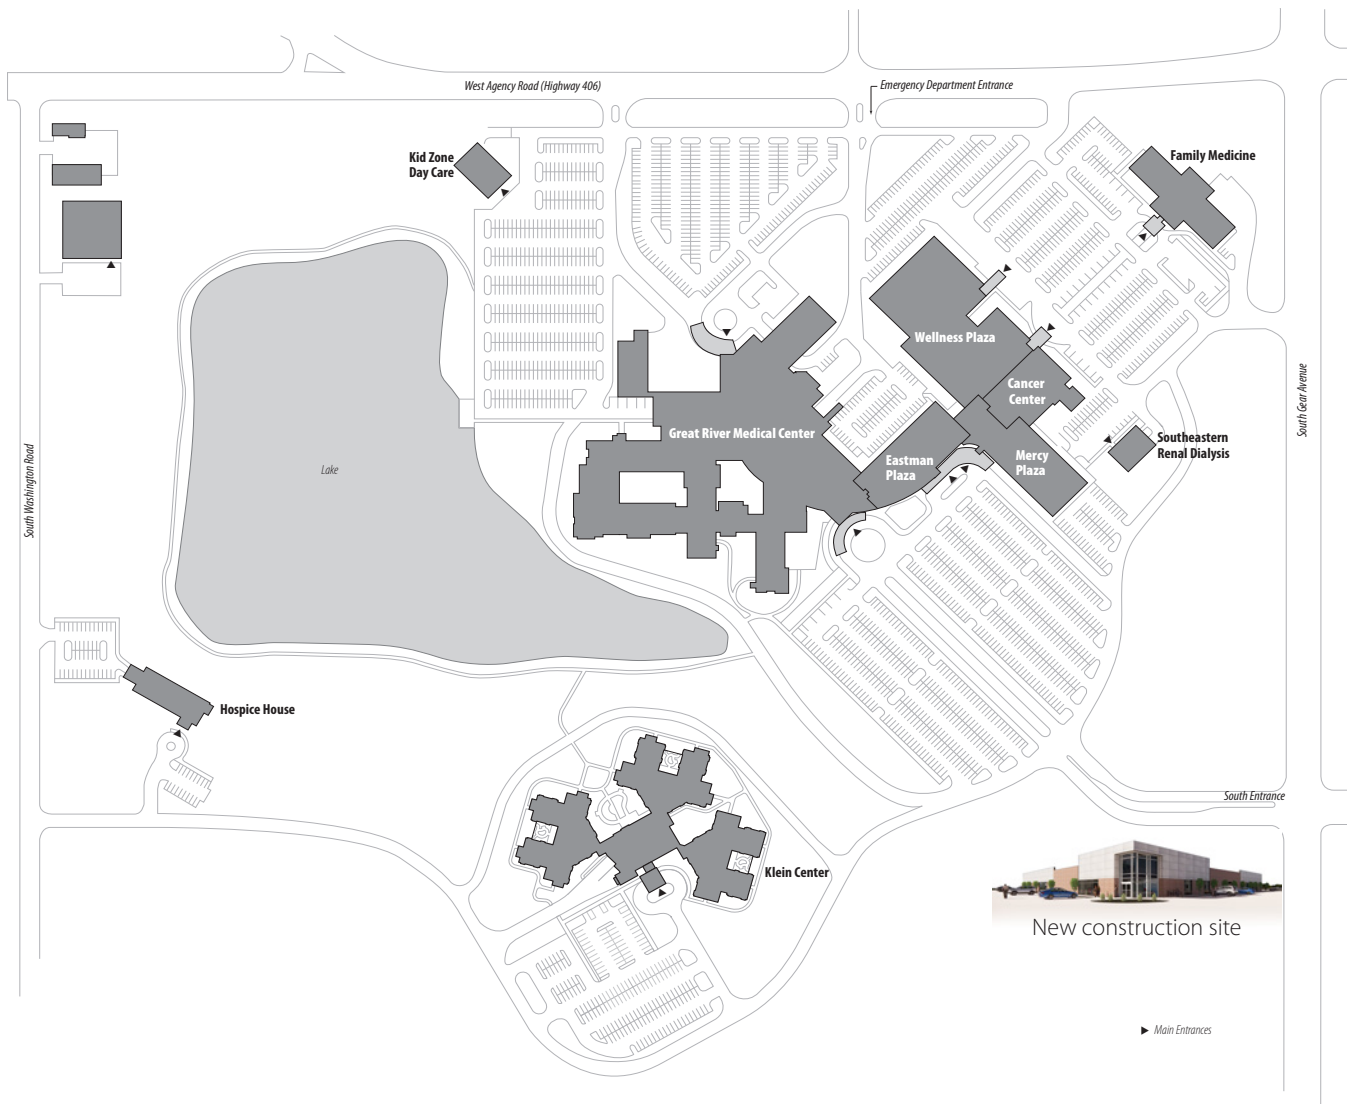 West Agency Road (Highway 406)
Emergency Department Entrance
Kid Zone
Day Care
Family Medicine
Wellness Plaza
Cancer
Center
South Gear Avenue
Great River Medical Center
Eastman
Plaza
Mercy
Plaza
Southeastern
Renal Dialysis
Lake
South Washington Road
Hospice House
South Entrance
Klein Center
New construction site
Main Entrances